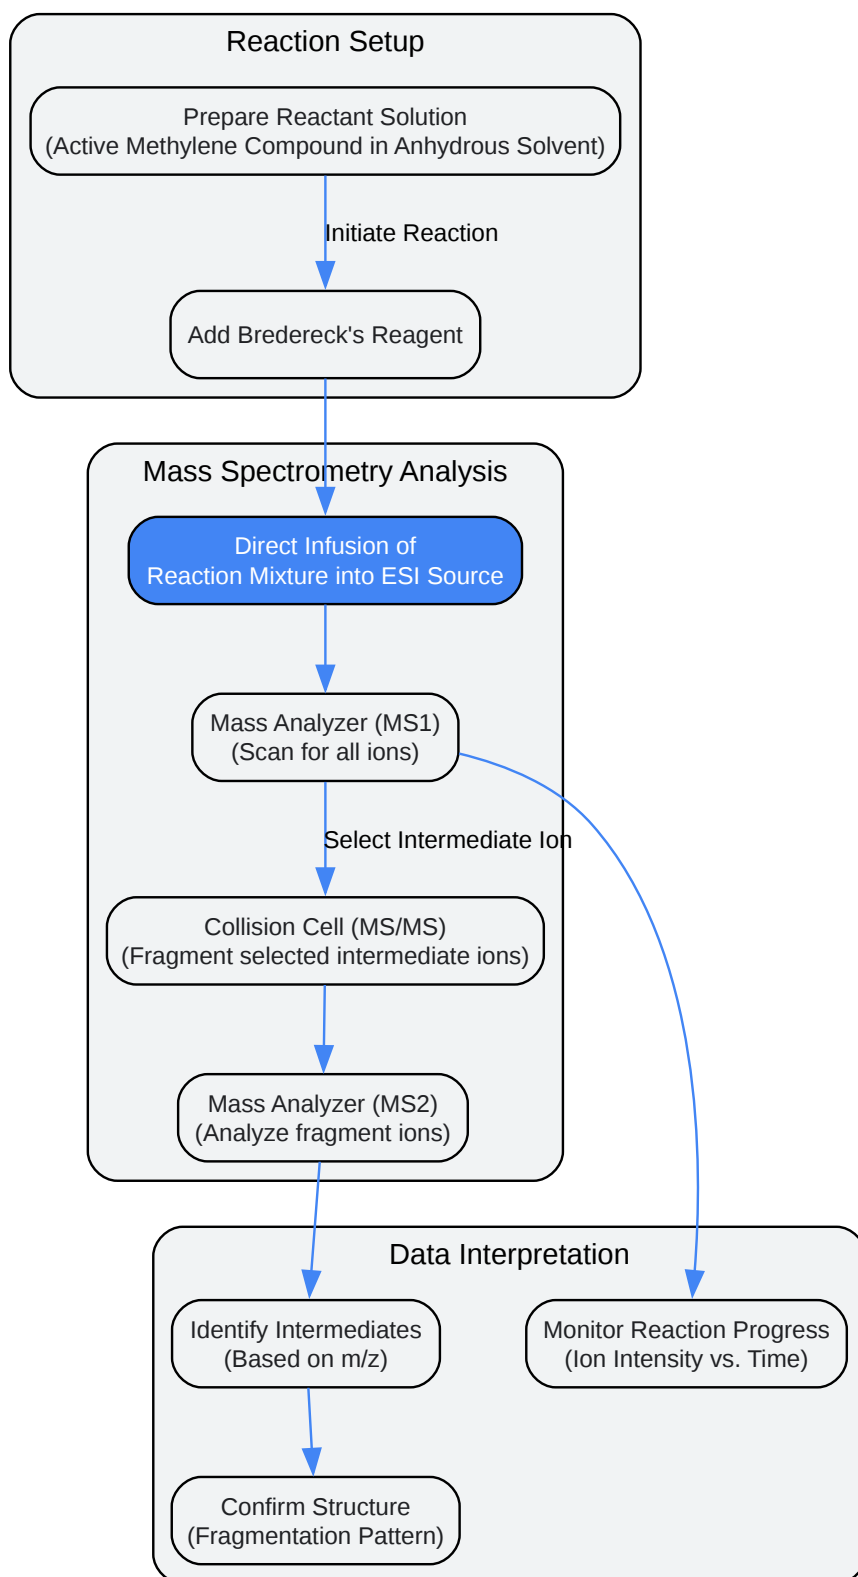 Reaction Setup
Prepare Reactant Solution
(Active Methylene Compound in Anhydrous Solvent)
Initiate Reaction
Add Bredereck's Reagent
Mass Spectrometry Analysis
Direct Infusion of
Reaction Mixture into ESI Source
Mass Analyzer (MS1)
(Scan for all ions)
Select Intermediate Ion
Collision Cell (MS/MS)
(Fragment selected intermediate ions)
Mass Analyzer (MS2)
(Analyze fragment ions)
Data Interpretation
Identify Intermediates
(Based on m/z)
Monitor Reaction Progress
(Ion Intensity vs. Time)
Confirm Structure
(Fragmentation Pattern)